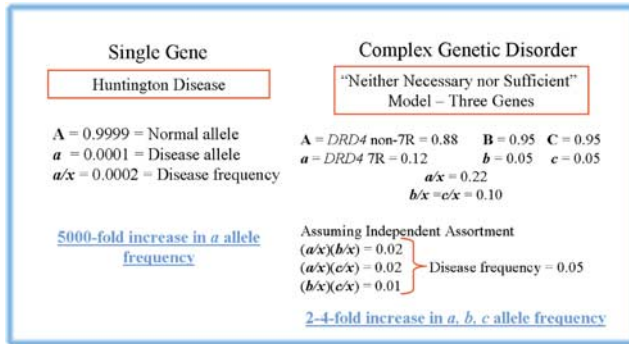 Single Gene
Huntington Disease
A = 0.9999 = Normal allele
a = 0.0001 = Disease allele
a/x = 0.0002 = Disease frequency
5000-fold increase in a allele
frequency
Complex Genetic Disorder
“Neither Necessary nor Sufficient”
Model – Three Genes
A = DRD4 non-7R = 0.88 B = 0.95 C = 0.95
a = DRD4 7R = 0.12 b = 0.05 c = 0.05
a/x = 0.22
b/x =c/x = 0.10
Assuming Independent Assortment
(a/x)(b/x) = 0.02
(a/x)(c/x) = 0.02
(b/x)(c/x) = 0.01
Disease frequency = 0.05
2-4-fold increase in a, b, c allele frequency